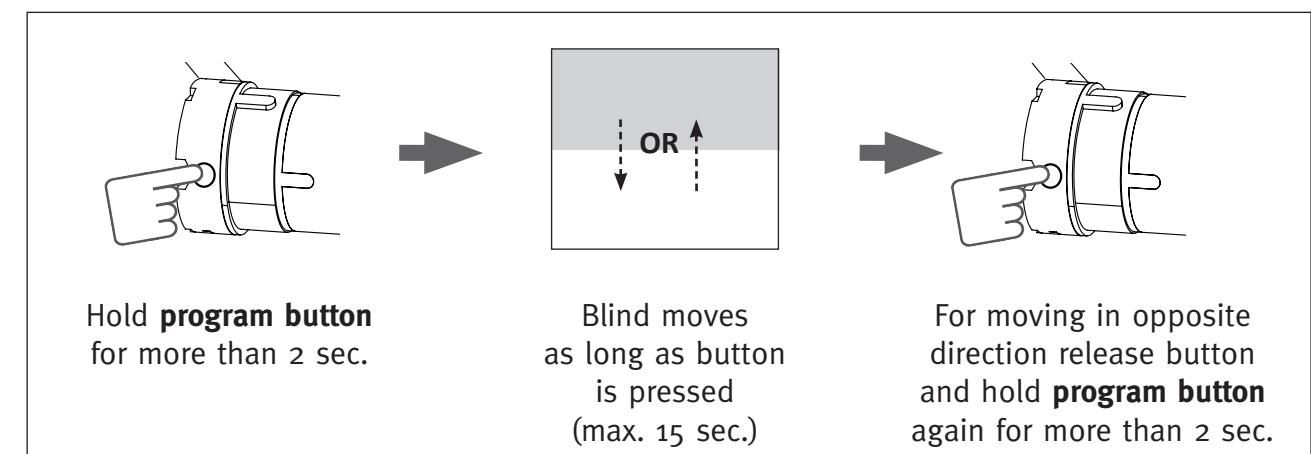 OR
Hold program button
for more than 2 sec.
Blind moves
as long as button
is pressed
(max. 15 sec.)
For moving in opposite
direction release button
and hold program button
again for more than 2 sec.